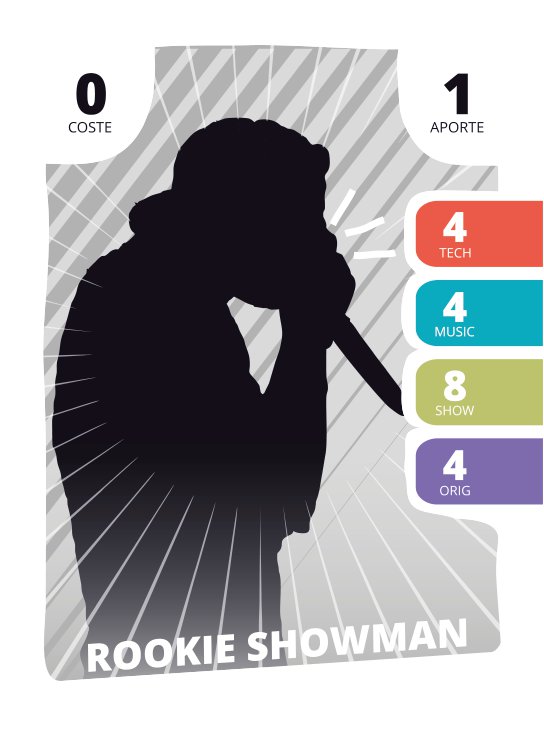 0
COSTE
1
APORTE
4
TECH
4
MUSIC
8
SHOW
4
ORIG
ROOKIE SHOWMAN